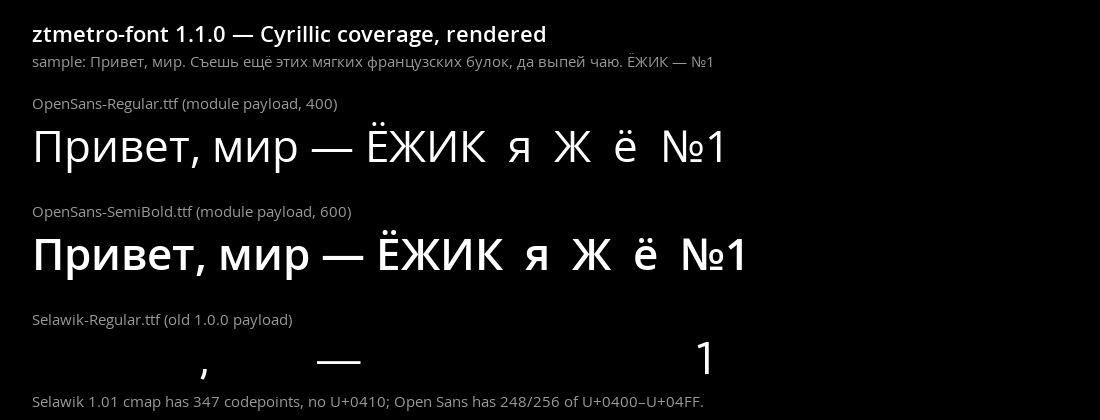 ztmetro-font 1.1.0 — Cyrillic coverage, rendered
sample: Привет, мир. Съешь ещё этих мягких французских булок, да выпей чаю. ЁЖИК — №1
OpenSans-Regular.ttf (module payload, 400)
Привет, мир — ЁЖИК я Ж ё №1
OpenSans-SemiBold.ttf (module payload, 600)
Привет, мир — ЁЖИК я Ж ё №1
Selawik-Regular.ttf (old 1.0.0 payload)
, — 1
Selawik 1.01 cmap has 347 codepoints, no U+0410; Open Sans has 248/256 of U+0400–U+04FF.